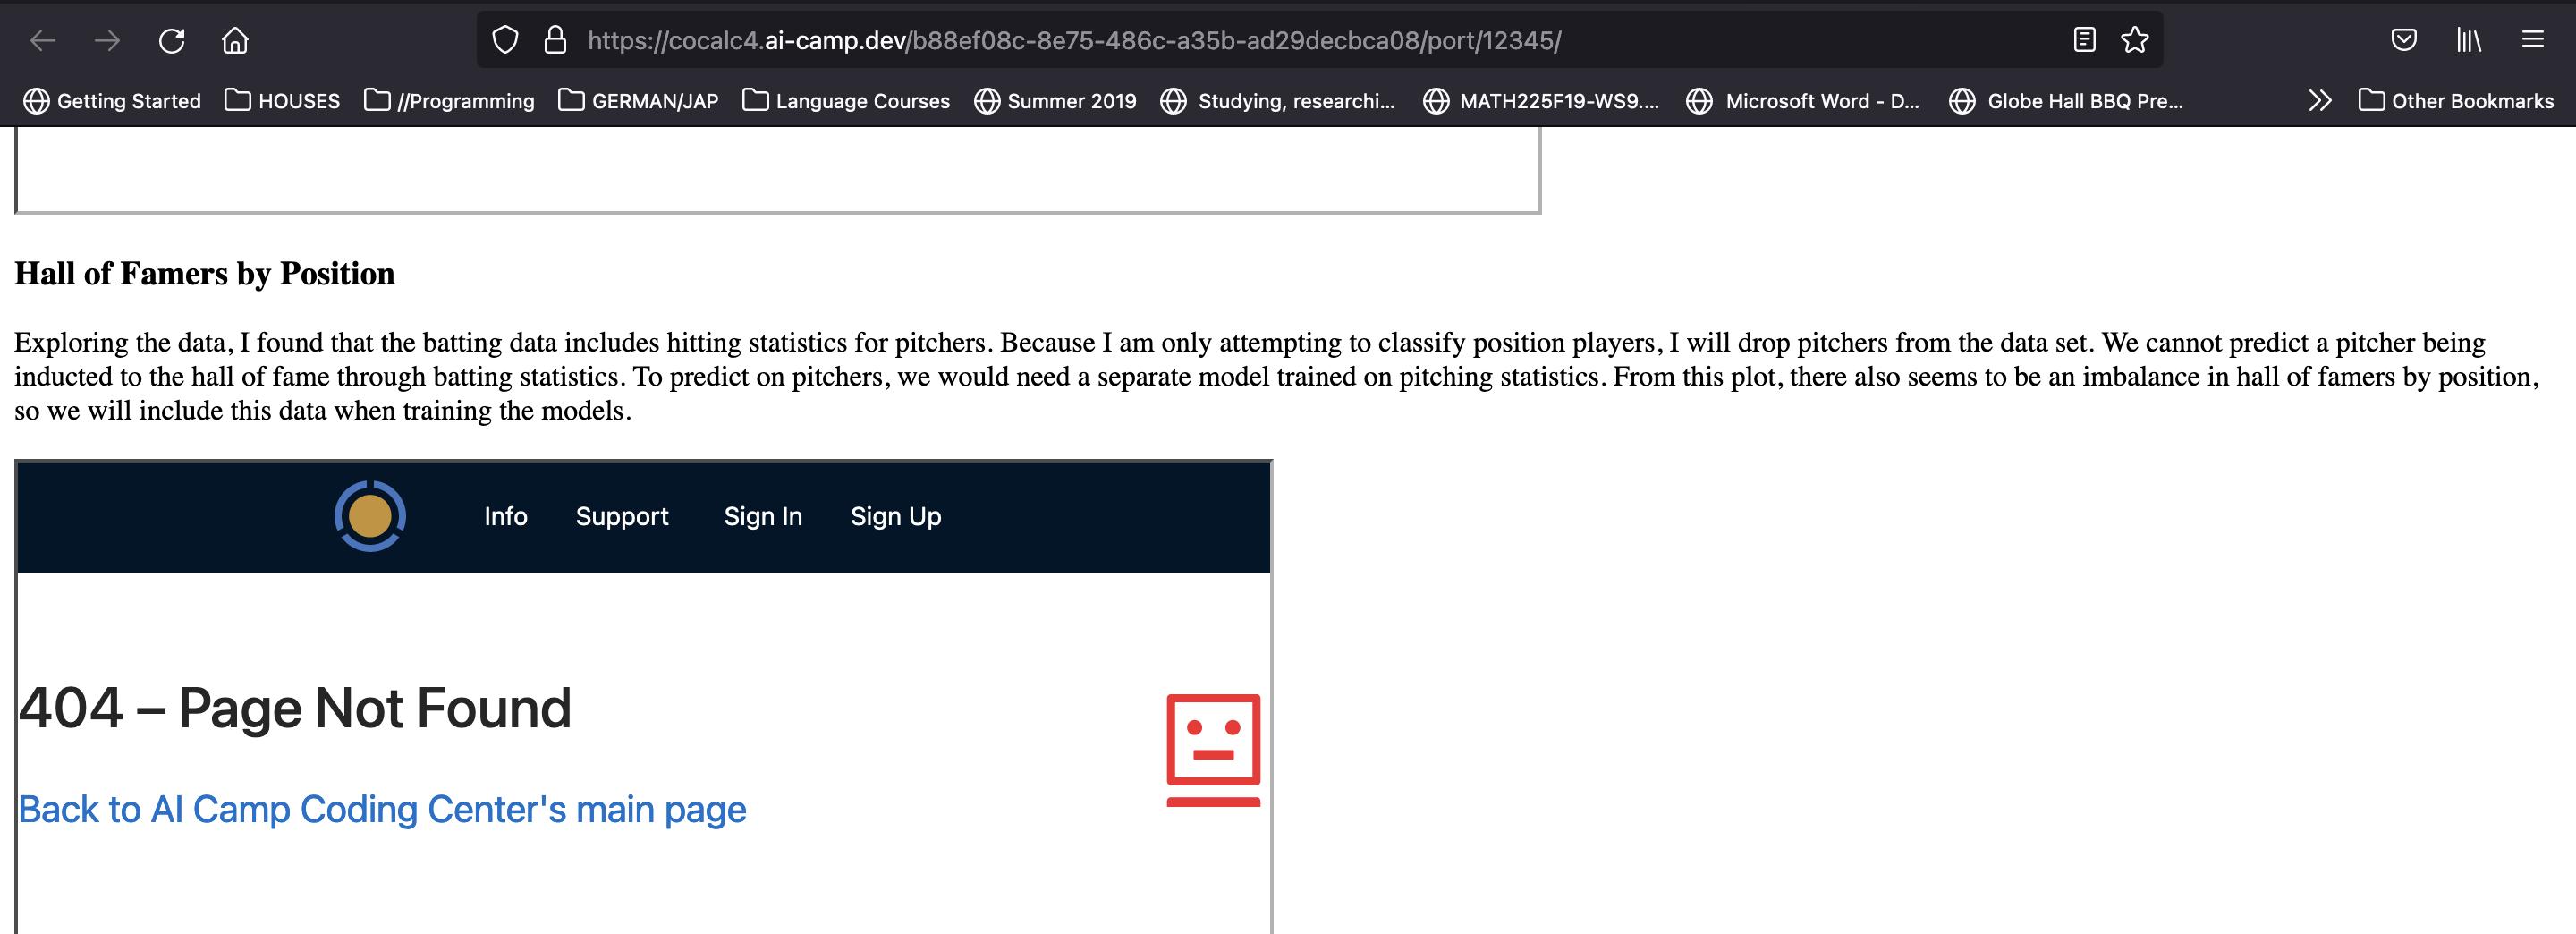 https://cocalc4.ai-camp.dev/b88ef08c-8e75-486c-a35b-ad29decbca08/port/12345/
Getting Started HOUSES //Programming GERMAN/JAP Language Courses Summer 2019 Studying, researchi... MATH225F19-WS9.... Microsoft Word - D... Globe Hall BBQ Pre... Other Bookmarks
Hall of Famers by Position
Exploring the data, I found that the batting data includes hitting statistics for pitchers. Because I am only attempting to classify position players, I will drop pitchers from the data set. We cannot predict a pitcher being
inducted to the hall of fame through batting statistics. To predict on pitchers, we would need a separate model trained on pitching statistics. From this plot, there also seems to be an imbalance in hall of famers by position,
so we will include this data when training the models.
Info Support Sign In Sign Up
404 – Page Not Found
Back to AI Camp Coding Center's main page